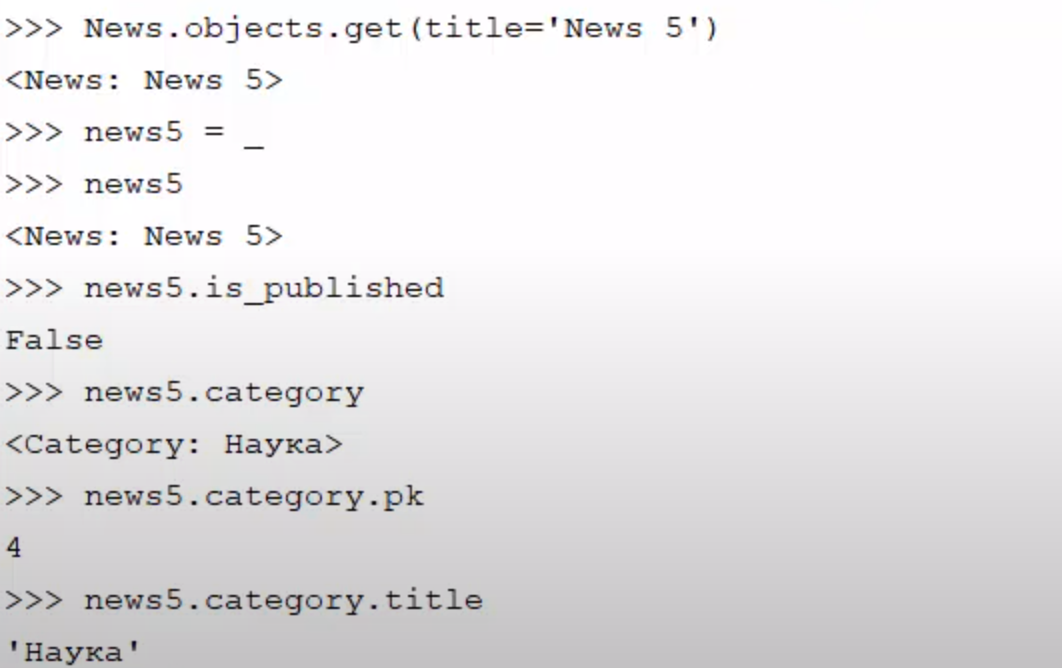 >>> News.objects.get(title='News 5')
<News: News 5>
>>> news5 = _
>>> news5
<News: News 5>
>>> news5.is_published
False
>>> news5.category
<Category: Наука>
>>> news5.category.pk
4
>>> news5.category.title
'Наука'